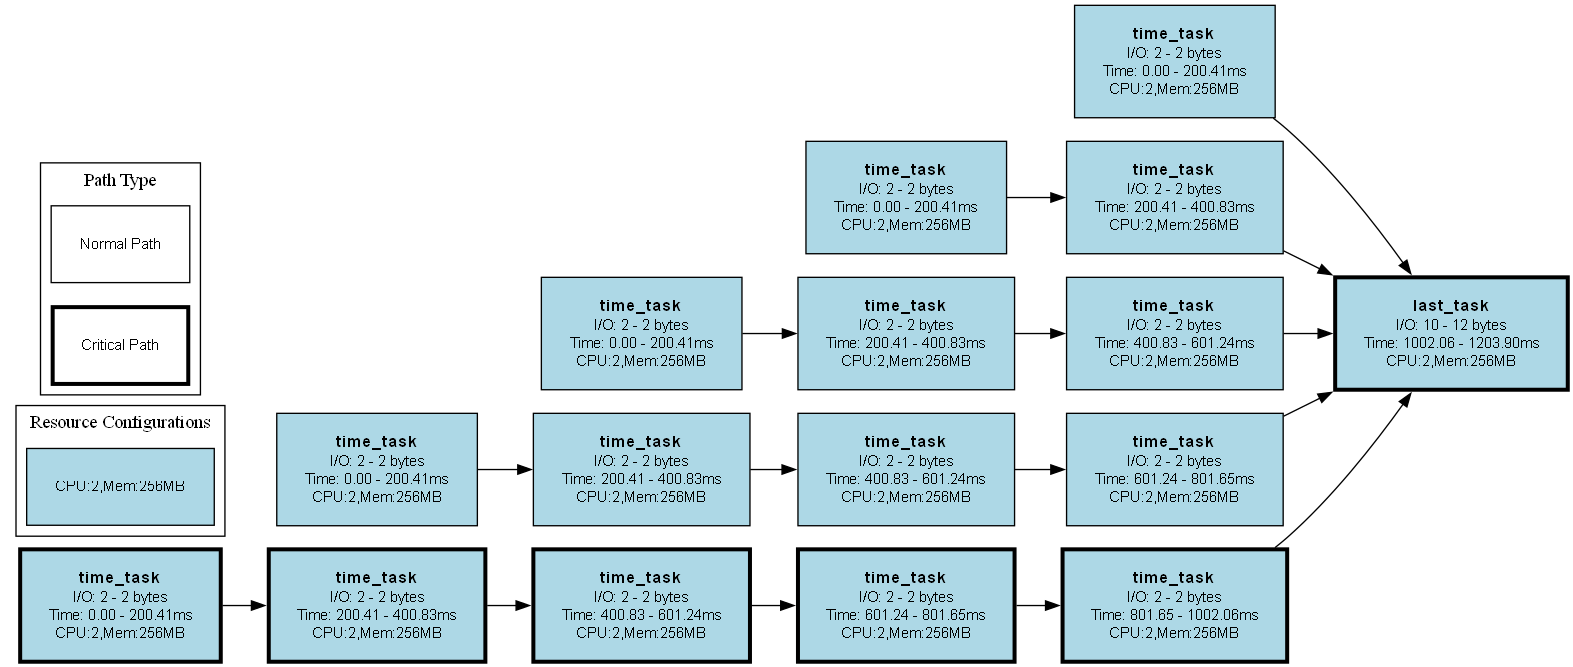 time_task
I/O: 2 - 2 bytes
Time: 0.00 - 200.41ms
CPU:2,Mem:256MB
time_task
I/O: 2 - 2 bytes
Time: 0.00 - 200.41ms
CPU:2,Mem:256MB
time_task
I/O: 2 - 2 bytes
Time: 200.41 - 400.83ms
CPU:2,Mem:256MB
Path Type
Normal Path
Critical Path
time_task
I/O: 2 - 2 bytes
Time: 0.00 - 200.41ms
CPU:2,Mem:256MB
time_task
I/O: 2 - 2 bytes
Time: 200.41 - 400.83ms
CPU:2,Mem:256MB
time_task
I/O: 2 - 2 bytes
Time: 400.83 - 601.24ms
CPU:2,Mem:256MB
last_task
I/O: 10 - 12 bytes
Time: 1002.06 - 1203.90ms
CPU:2,Mem:256MB
Resource Configurations
CPU:2,Mem:256MB
time_task
I/O: 2 - 2 bytes
Time: 0.00 - 200.41ms
CPU:2,Mem:256MB
time_task
I/O: 2 - 2 bytes
Time: 200.41 - 400.83ms
CPU:2,Mem:256MB
time_task
I/O: 2 - 2 bytes
Time: 400.83 - 601.24ms
CPU:2,Mem:256MB
time_task
I/O: 2 - 2 bytes
Time: 601.24 - 801.65ms
CPU:2,Mem:256MB
time_task
I/O: 2 - 2 bytes
Time: 0.00 - 200.41ms
CPU:2,Mem:256MB
time_task
I/O: 2 - 2 bytes
Time: 200.41 - 400.83ms
CPU:2,Mem:256MB
time_task
I/O: 2 - 2 bytes
Time: 400.83 - 601.24ms
CPU:2,Mem:256MB
time_task
I/O: 2 - 2 bytes
Time: 601.24 - 801.65ms
CPU:2,Mem:256MB
time_task
I/O: 2 - 2 bytes
Time: 801.65 - 1002.06ms
CPU:2,Mem:256MB